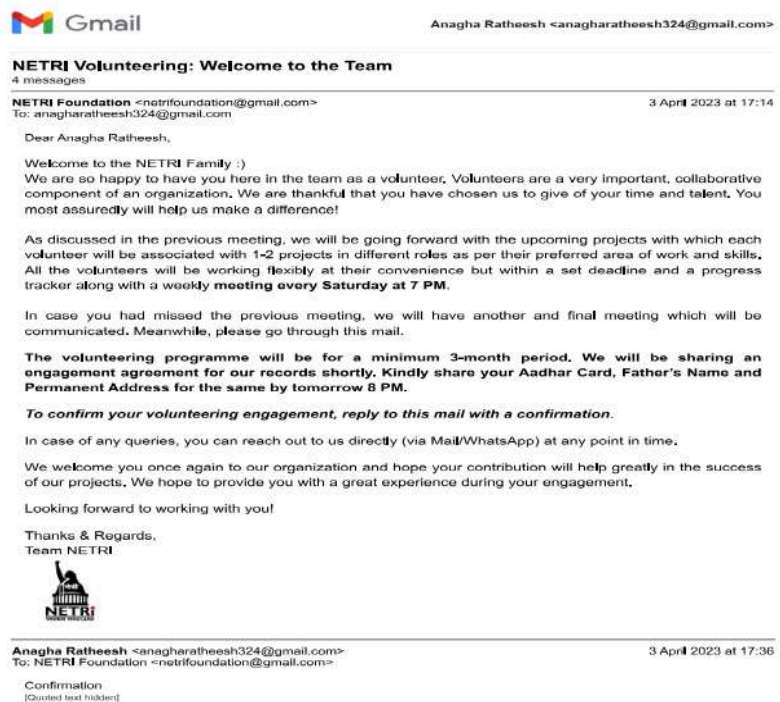 Gmail
Anagha Ratheesh <anagharatheesh324@gmail.com>
NETRI Volunteering: Welcome to the Team
4 messages
NETRI Foundation <netrifoundation@gmail.com>
3 April 2023 at 17:14
To: anagharatheesh324@gmail.com
Dear Anagha Ratheesh,
Welcome to the NETRI Family :)
We are so happy to have you here in the team as a volunteer. Volunteers are a very important, collaborative
component of an organization. We are thankful that you have chosen us to give of your time and talent. You
most assuredly will help us make a difference!
As discussed in the previous meeting, we will be going forward with the upcoming projects with which each
volunteer will be associated with 1-2 projects in different roles as per their preferred area of work and skills.
All the volunteers will be working flexibly at their convenience but within a set deadline and a progress
tracker along with a weekly meeting every Saturday at 7 PM.
In case you had missed the previous meeting, we will have another and final meeting which will be
communicated. Meanwhile, please go through this mail.
The volunteering programme will be for a minimum 3-month period. We will be sharing an
engagement agreement for our records shortly. Kindly share your Aadhar Card, Father's Name and
Permanent Address for the same by tomorrow 8 PM.
To confirm your volunteering engagement, reply to this mail with a confirmation.
In case of any queries, you can reach out to us directly (via Mail/WhatsApp) at any point in time.
We welcome you once again to our organization and hope your contribution will help greatly in the success
of our projects. We hope to provide you with a great experience during your engagement.
Looking forward to working with you!
Thanks & Regards,
Team NETRI
NETRi
Anagha Ratheesh <anagharatheesh324@gmail.com>
3 April 2023 at 17:36
To: NETRI Foundation <netrifoundation@gmail.com>
Confirmation
[Quoted text hidden]